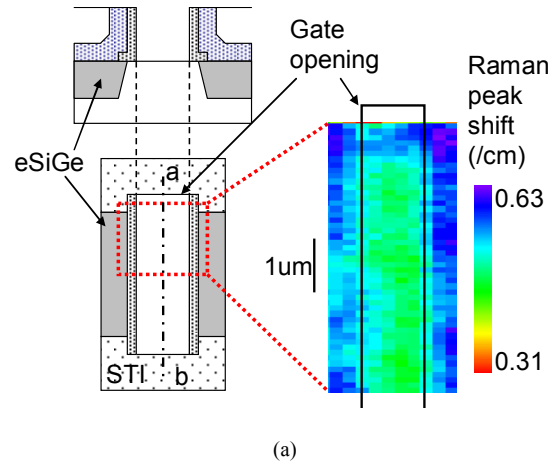 Gate
opening
Raman
peak
shift
(/cm)
eSiGe
a
0.63
1um
0.31
STI
b
(a)